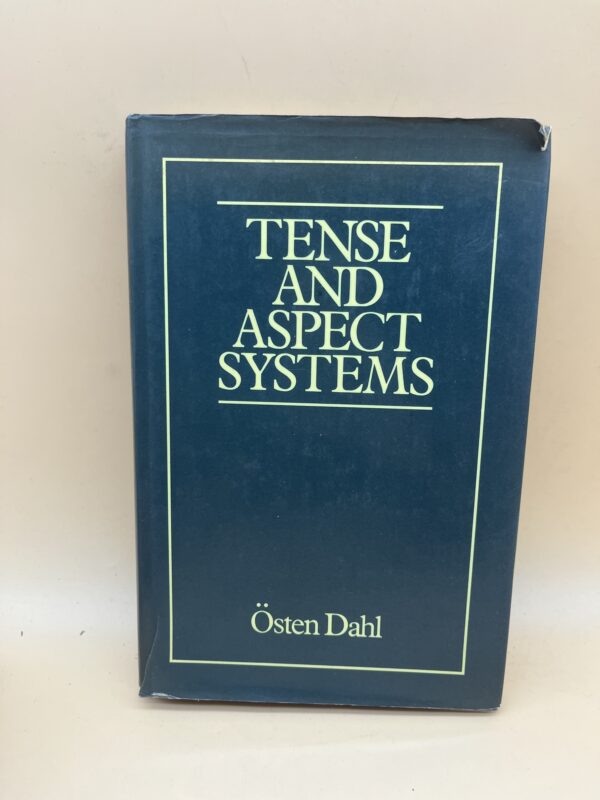 TENSE
AND
ASPECT
SYSTEMS
Östen Dahl